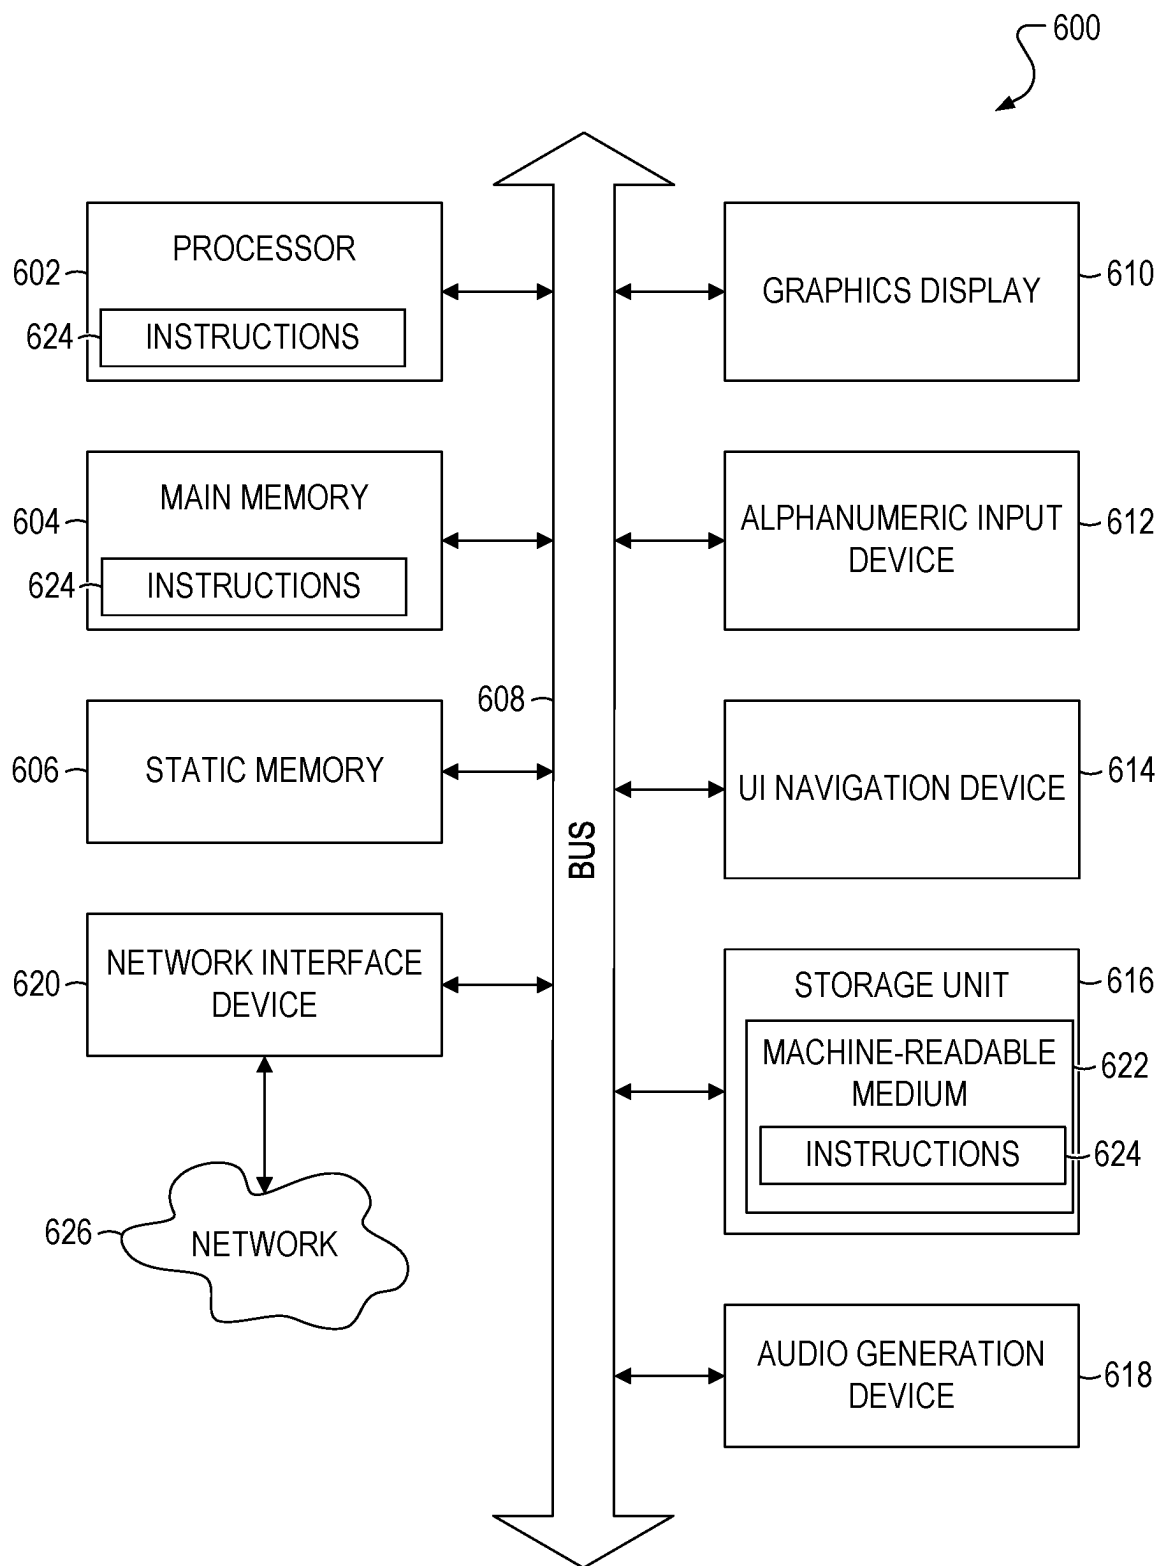 600
PROCESSOR
602
624
INSTRUCTIONS
GRAPHICS DISPLAY
610
MAIN MEMORY
604
624
INSTRUCTIONS
ALPHANUMERIC INPUT
DEVICE
612
608
STATIC MEMORY
606
UI NAVIGATION DEVICE
614
BUS
NETWORK INTERFACE
DEVICE
620
STORAGE UNIT
616
MACHINE-READABLE
MEDIUM
622
INSTRUCTIONS
624
626
NETWORK
AUDIO GENERATION
DEVICE
618